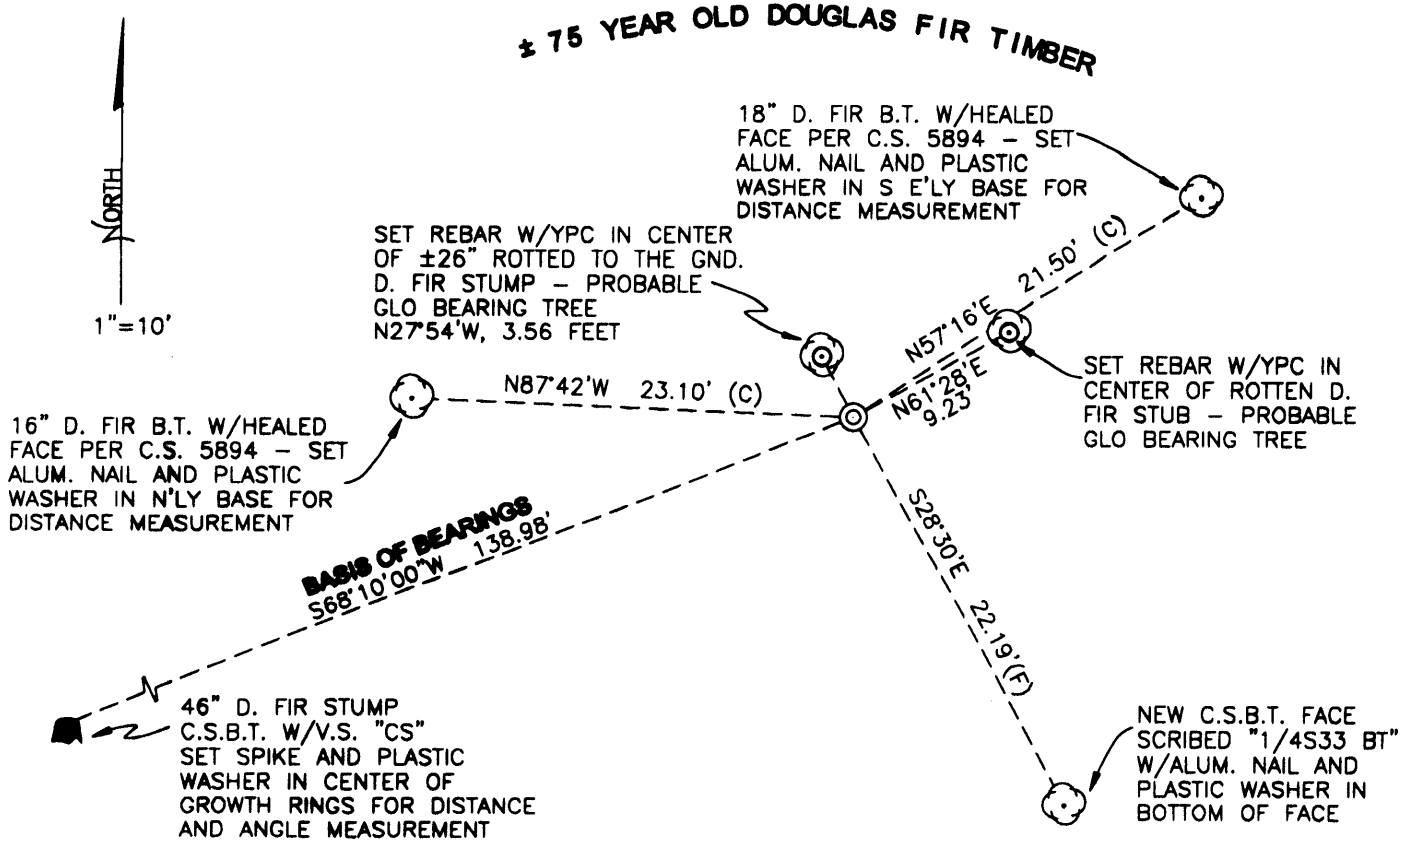 ± 75 YEAR OLD DOUGLAS FIR TIMBER
NORTH
1"=10'
18" D. FIR B.T. W/HEALED
FACE PER C.S. 5894 – SET
ALUM. NAIL AND PLASTIC
WASHER IN S E'LY BASE FOR
DISTANCE MEASUREMENT
SET REBAR W/YPC IN CENTER
OF ±26" ROTTED TO THE GND.
D. FIR STUMP – PROBABLE
GLO BEARING TREE
N27°54'W, 3.56 FEET
N57°16'E 21.50' (C)
N61°28'E
9.23'
SET REBAR W/YPC IN
CENTER OF ROTTEN D.
FIR STUB – PROBABLE
GLO BEARING TREE
N87°42'W 23.10' (C)
16" D. FIR B.T. W/HEALED
FACE PER C.S. 5894 – SET
ALUM. NAIL AND PLASTIC
WASHER IN N'LY BASE FOR
DISTANCE MEASUREMENT
BASIS OF BEARINGS
S68°10'00"W 138.98'
S28°30'E 22.19'(F)
46" D. FIR STUMP
C.S.B.T. W/V.S. "CS"
SET SPIKE AND PLASTIC
WASHER IN CENTER OF
GROWTH RINGS FOR DISTANCE
AND ANGLE MEASUREMENT
NEW C.S.B.T. FACE
SCRIBED "1/4S33 BT"
W/ALUM. NAIL AND
PLASTIC WASHER IN
BOTTOM OF FACE